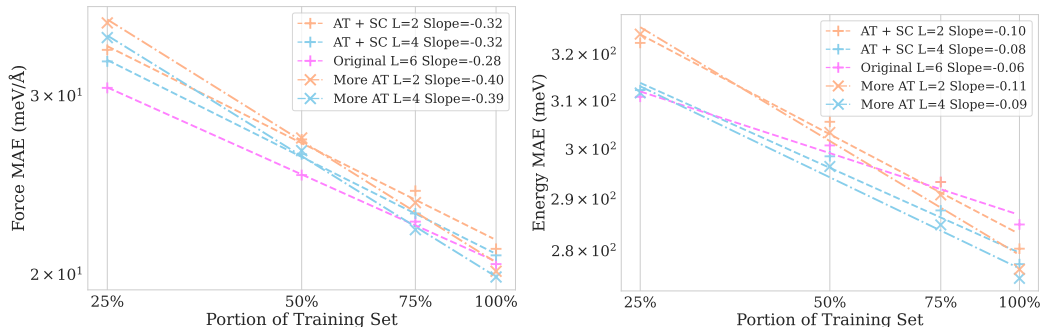 Force MAE (meV/Å)
3 × 10¹
2 × 10¹
AT + SC L=2 Slope=-0.32
AT + SC L=4 Slope=-0.32
Original L=6 Slope=-0.28
More AT L=2 Slope=-0.40
More AT L=4 Slope=-0.39
25%
50%
75%
100%
Portion of Training Set
Energy MAE (meV)
3.2 × 10²
3.1 × 10²
3 × 10²
2.9 × 10²
2.8 × 10²
AT + SC L=2 Slope=-0.10
AT + SC L=4 Slope=-0.08
Original L=6 Slope=-0.06
More AT L=2 Slope=-0.11
More AT L=4 Slope=-0.09
25%
50%
75%
100%
Portion of Training Set